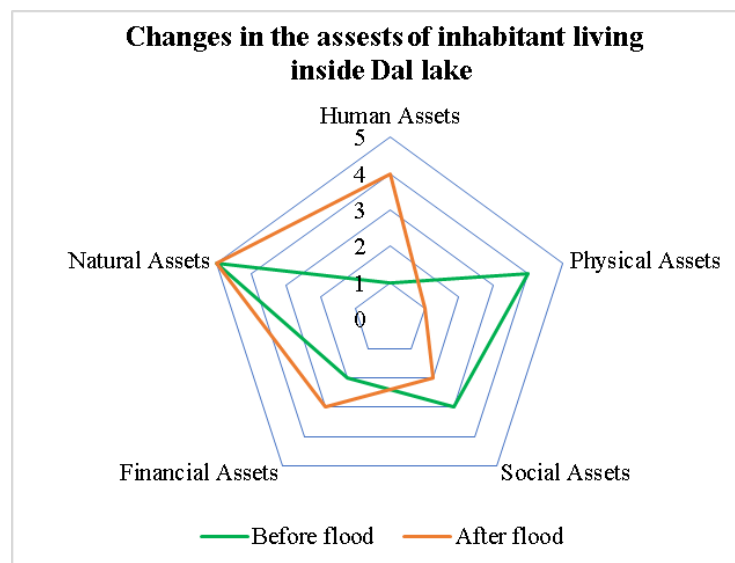 Changes in the assests of inhabitant living
inside Dal lake
Human Assets
5
4
3
2
1
0
Natural Assets
Physical Assets
Financial Assets
Social Assets
Before flood
After flood